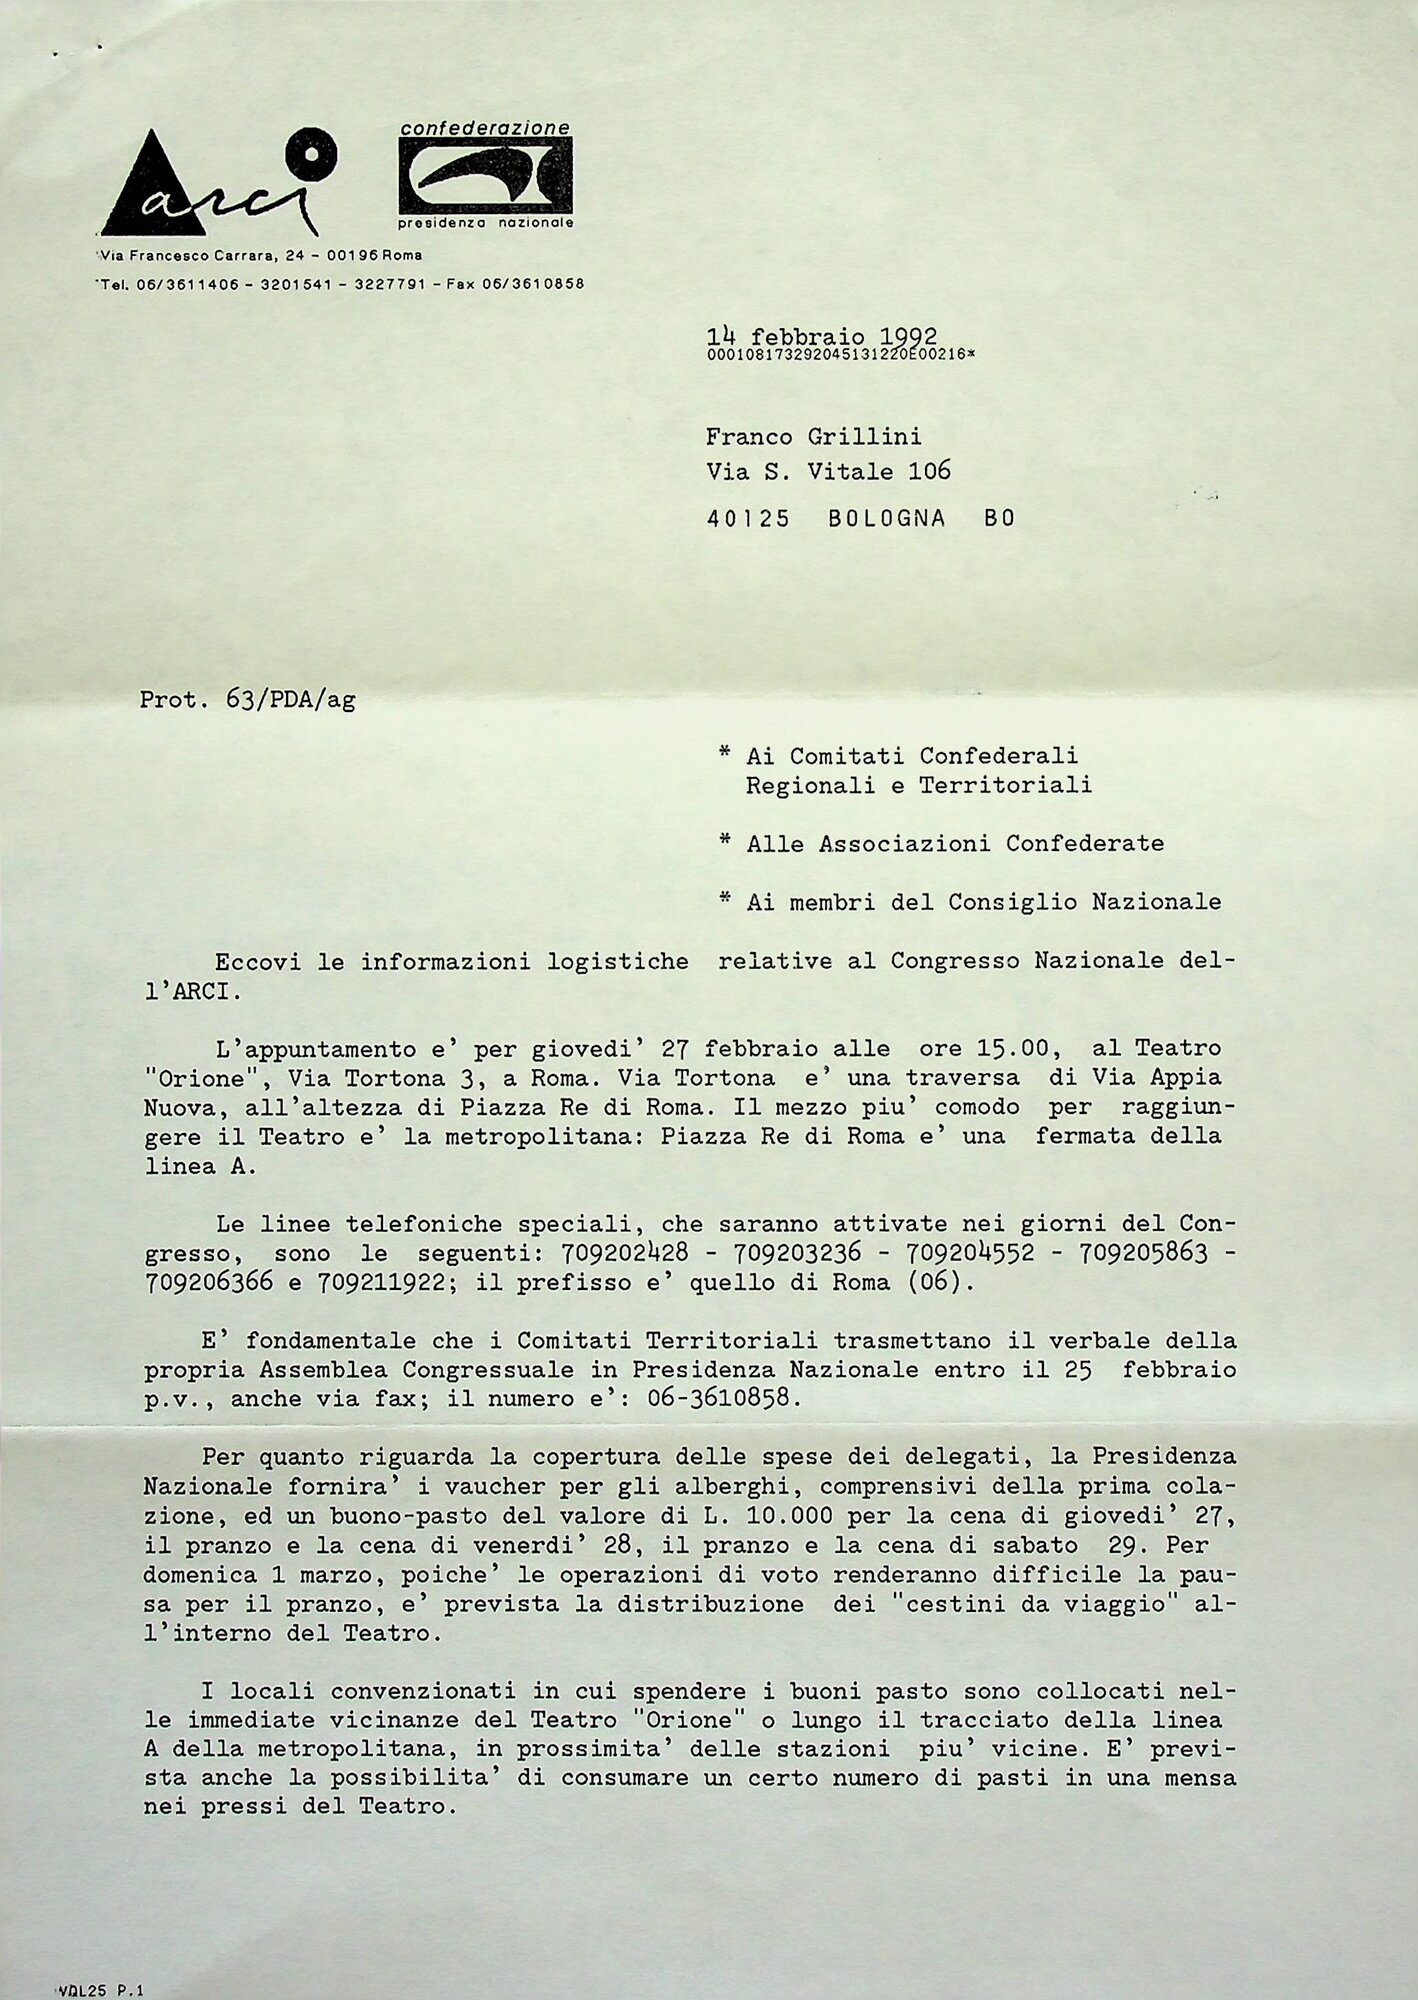 arci
confederazione
presidenza nazionale
Via Francesco Carrara, 24 - 00196 Roma
Tel. 06/3611406 - 3201541 - 3227791 - Fax 06/3610858
14 febbraio 1992
000108173292045131220E00216*
Franco Grillini
Via S. Vitale 106
40125 BOLOGNA BO
Prot. 63/PDA/ag
* Ai Comitati Confederali
Regionali e Territoriali
* Alle Associazioni Confederate
* Ai membri del Consiglio Nazionale
Eccovi le informazioni logistiche relative al Congresso Nazionale del-
l'ARCI.
L'appuntamento e' per giovedi' 27 febbraio alle ore 15.00, al Teatro
"Orione", Via Tortona 3, a Roma. Via Tortona e' una traversa di Via Appia
Nuova, all'altezza di Piazza Re di Roma. Il mezzo piu' comodo per raggiun-
gere il Teatro e' la metropolitana: Piazza Re di Roma e' una fermata della
linea A.
Le linee telefoniche speciali, che saranno attivate nei giorni del Con-
gresso, sono le seguenti: 709202428 - 709203236 - 709204552 - 709205863 -
709206366 e 709211922; il prefisso e' quello di Roma (06).
E' fondamentale che i Comitati Territoriali trasmettano il verbale della
propria Assemblea Congressuale in Presidenza Nazionale entro il 25 febbraio
p.v., anche via fax; il numero e': 06-3610858.
Per quanto riguarda la copertura delle spese dei delegati, la Presidenza
Nazionale fornira' i vaucher per gli alberghi, comprensivi della prima cola-
zione, ed un buono-pasto del valore di L. 10.000 per la cena di giovedi' 27,
il pranzo e la cena di venerdi' 28, il pranzo e la cena di sabato 29. Per
domenica 1 marzo, poiche' le operazioni di voto renderanno difficile la pau-
sa per il pranzo, e' prevista la distribuzione dei "cestini da viaggio" al-
l'interno del Teatro.
I locali convenzionati in cui spendere i buoni pasto sono collocati nel-
le immediate vicinanze del Teatro "Orione" o lungo il tracciato della linea
A della metropolitana, in prossimita' delle stazioni piu' vicine. E' previ-
sta anche la possibilita' di consumare un certo numero di pasti in una mensa
nei pressi del Teatro.
VQL25 P.1